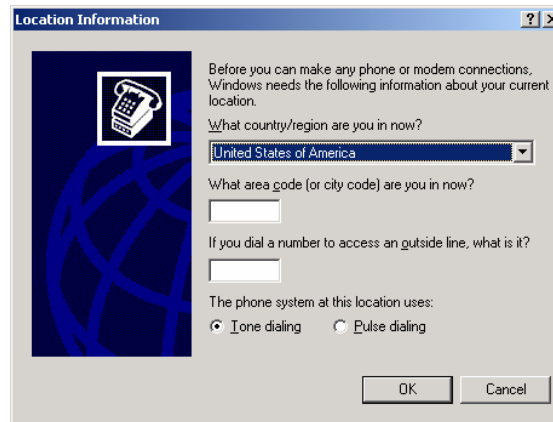 Location Information
Before you can make any phone or modem connections,
Windows needs the following information about your current
location.
What country/region are you in now?
United States of America
What area code (or city code) are you in now?
If you dial a number to access an outside line, what is it?
The phone system at this location uses:
Tone dialing Pulse dialing
OK Cancel